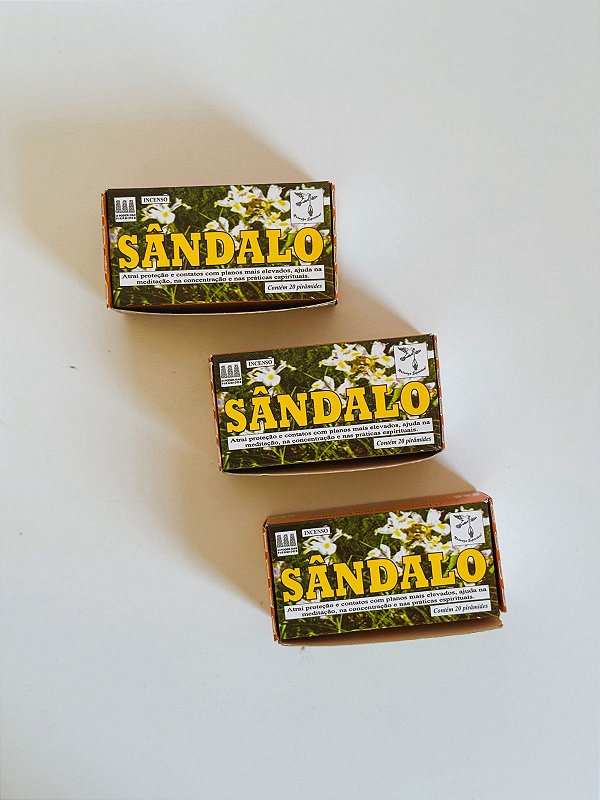 INCENSO
SÂNDALO
Atrai proteção e contatos com planos mais elevados, ajuda na
meditação, na concentração e nas práticas espirituais.
Contém 20 pirâmides
INCENSO
SÂNDALO
Atrai proteção e contatos com planos mais elevados, ajuda na
meditação, na concentração e nas práticas espirituais.
Contém 20 pirâmides
INCENSO
SÂNDALO
Atrai proteção e contatos com planos mais elevados, ajuda na
meditação, na concentração e nas práticas espirituais.
Contém 20 pirâmides